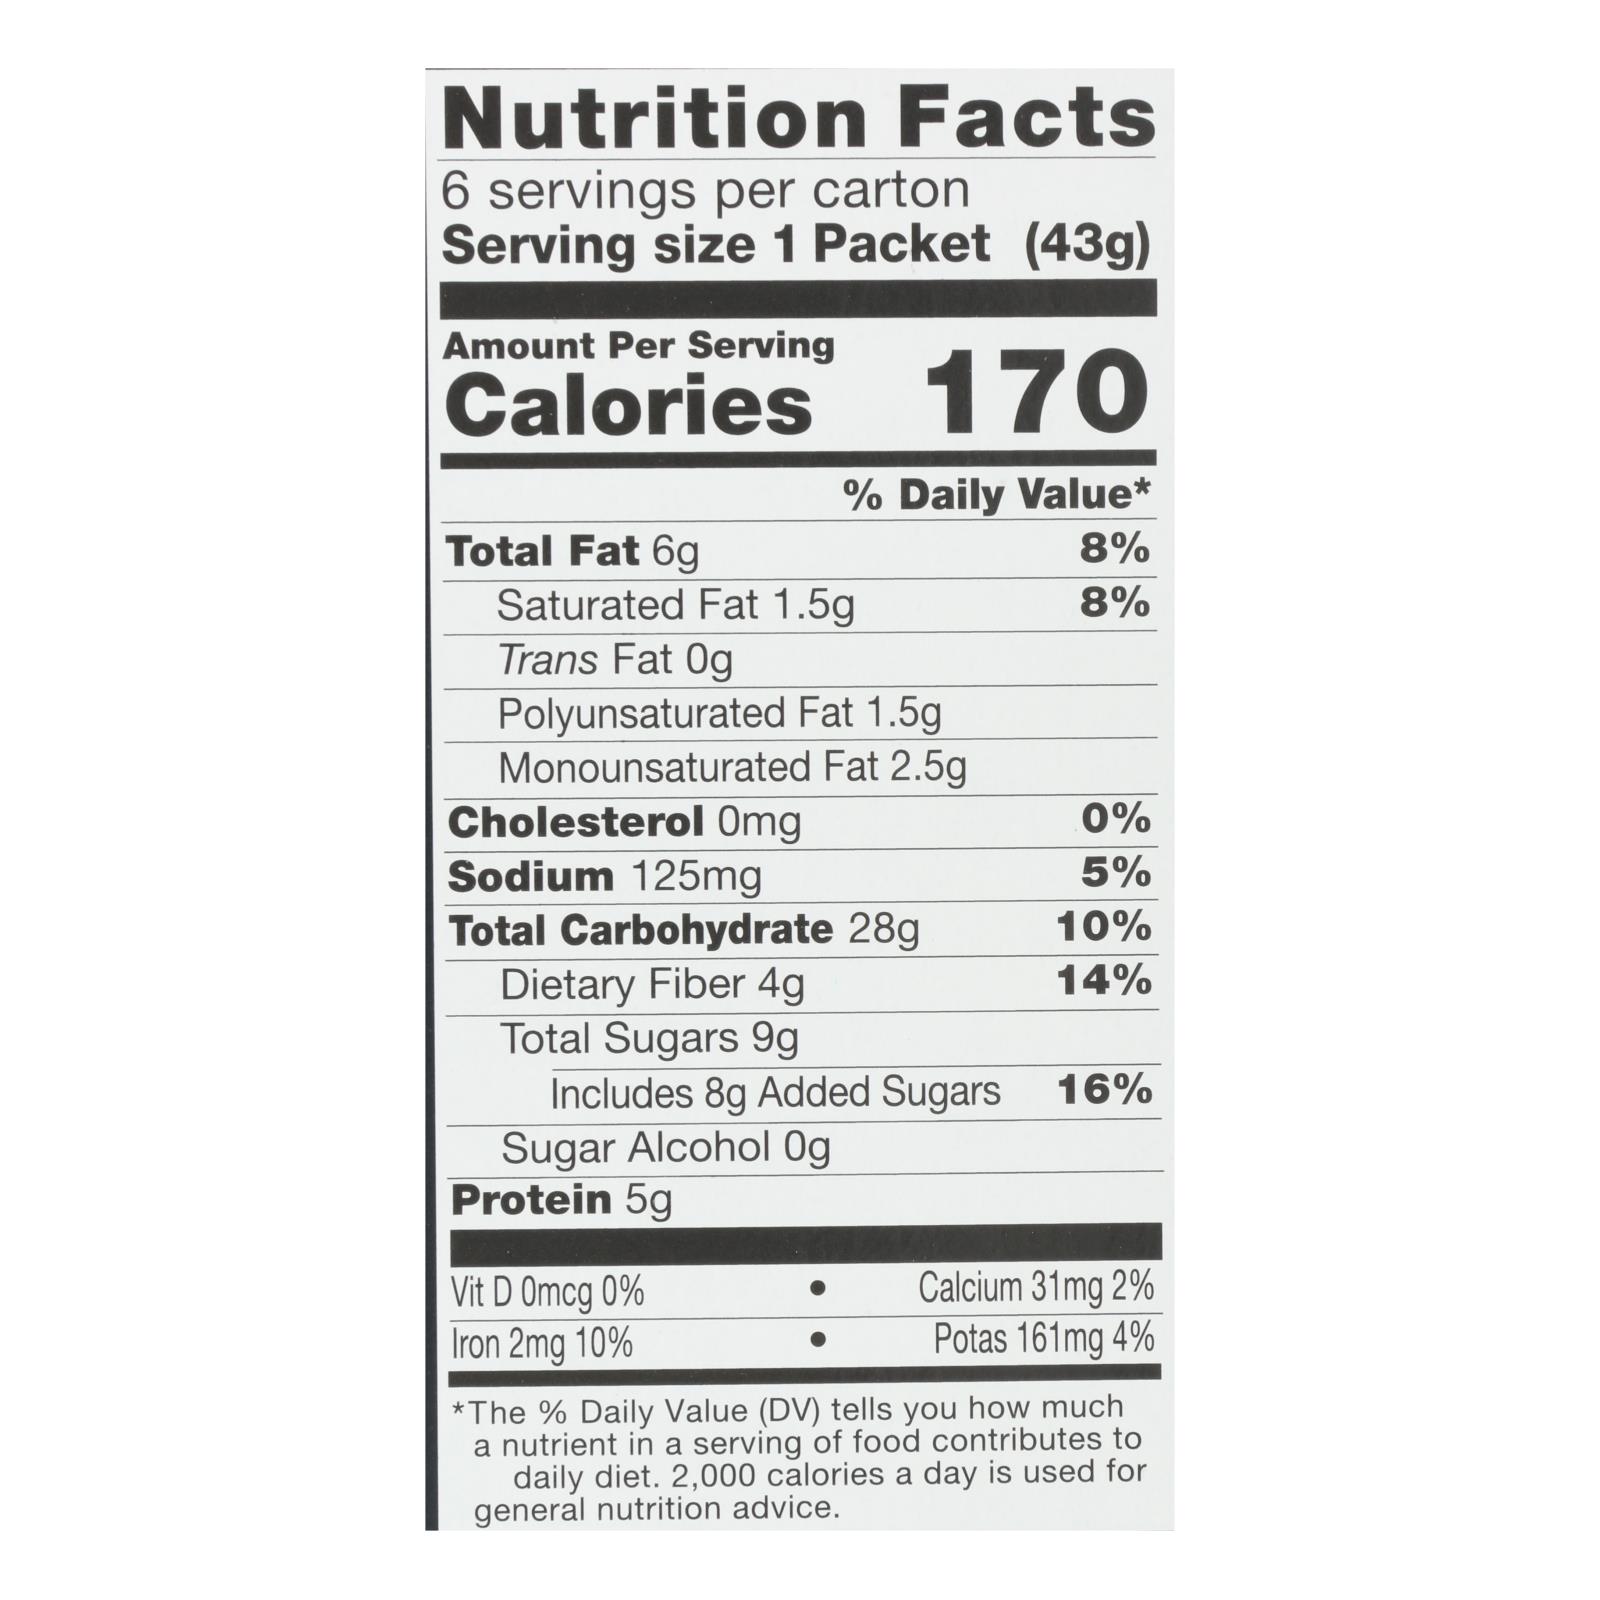 Nutrition Facts
6 servings per carton
Serving size 1 Packet (43g)
Amount Per Serving
Calories 170
% Daily Value*
Total Fat 6g 8%
Saturated Fat 1.5g 8%
Trans Fat 0g
Polyunsaturated Fat 1.5g
Monounsaturated Fat 2.5g
Cholesterol 0mg 0%
Sodium 125mg 5%
Total Carbohydrate 28g 10%
Dietary Fiber 4g 14%
Total Sugars 9g
Includes 8g Added Sugars 16%
Sugar Alcohol 0g
Protein 5g
Vit D 0mcg 0% • Calcium 31mg 2%
Iron 2mg 10% • Potas 161mg 4%
*The % Daily Value (DV) tells you how much
a nutrient in a serving of food contributes to
daily diet. 2,000 calories a day is used for
general nutrition advice.